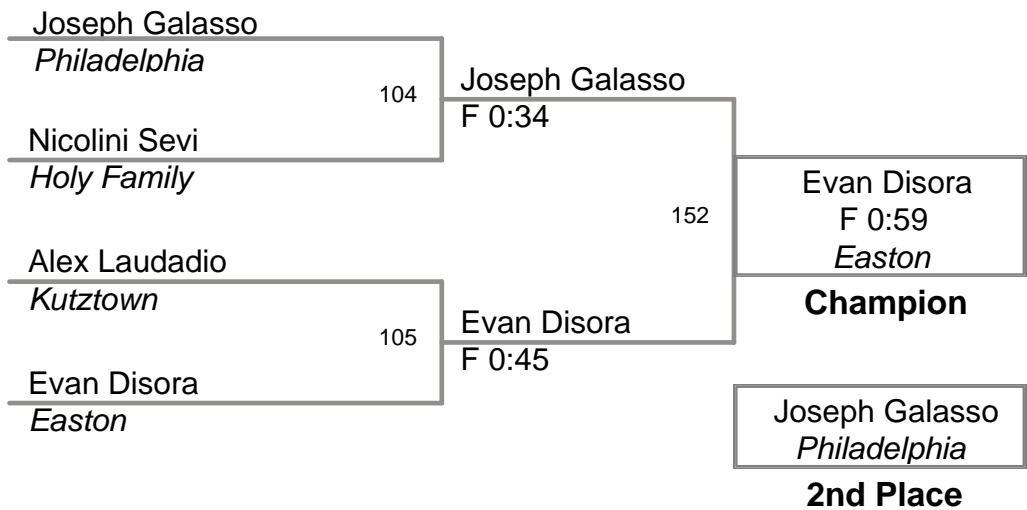 Joseph Galasso
Philadelphia
104
Nicolini Sevi
Holy Family
Joseph Galasso
F 0:34
Alex Laudadio
Kutztown
105
Evan Disora
Easton
Evan Disora
F 0:45
152
Evan Disora
F 0:59
Easton
Champion
Joseph Galasso
Philadelphia
2nd Place